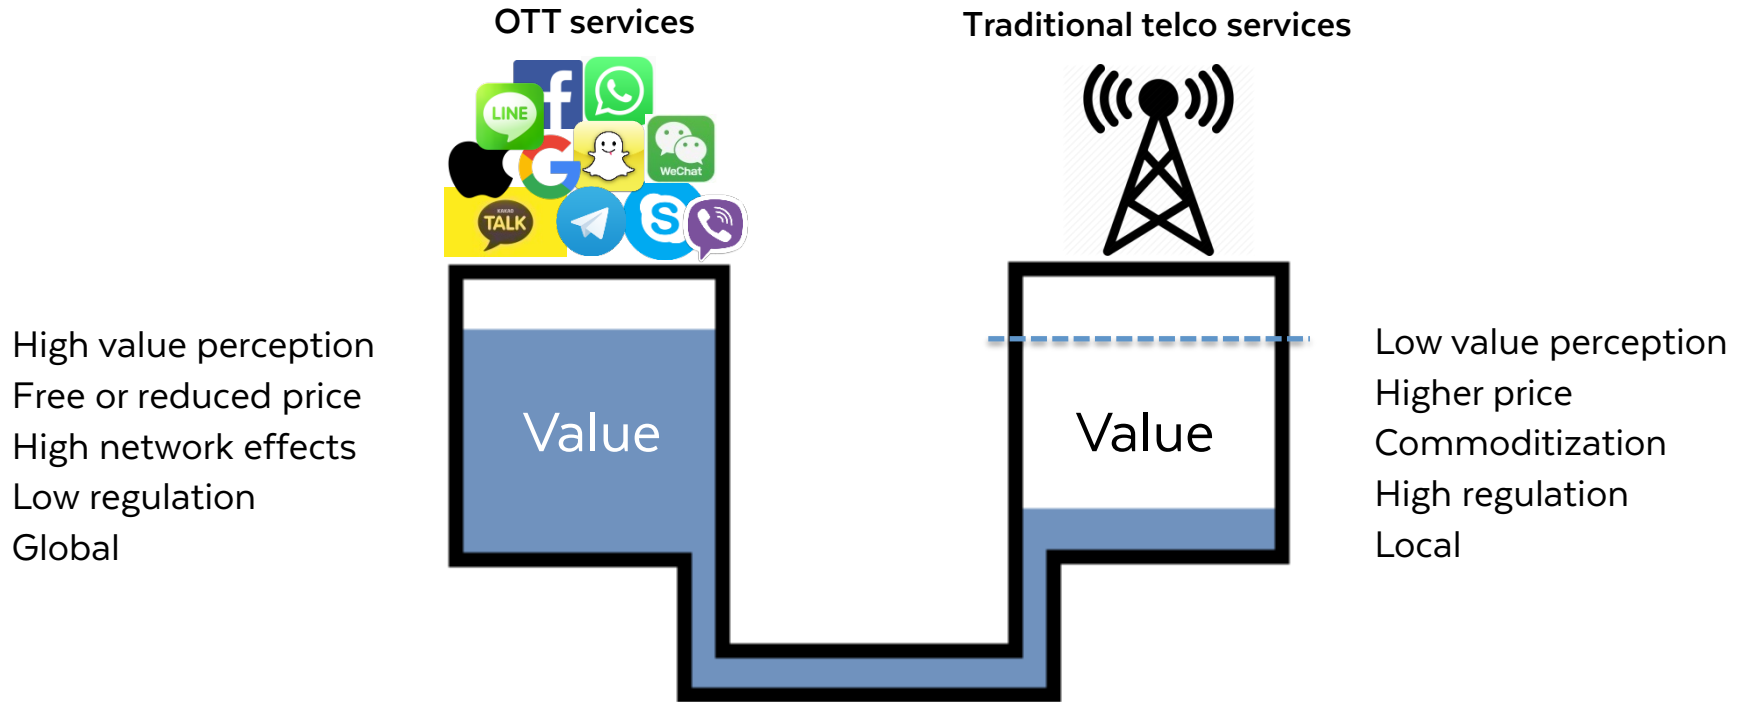 OTT services
Traditional telco services
LINE
WeChat
KAKAO
TALK
High value perception
Free or reduced price
High network effects
Low regulation
Global
Value
Value
Low value perception
Higher price
Commoditization
High regulation
Local